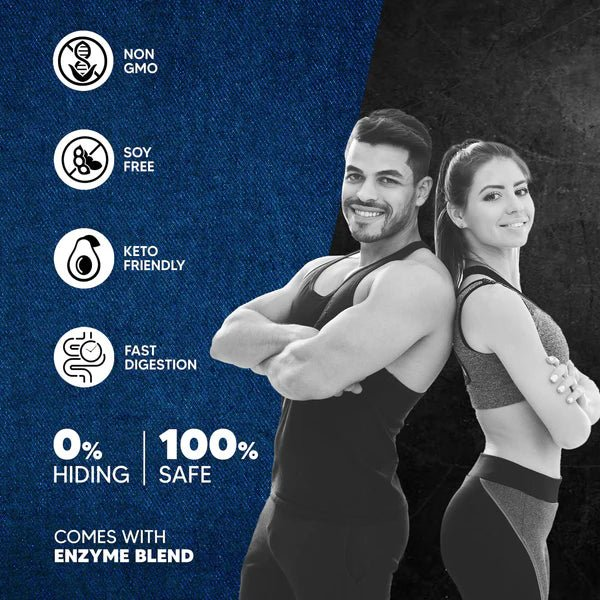 NON
GMO
SOY
FREE
KETO
FRIENDLY
FAST
DIGESTION
0% | 100%
HIDING | SAFE
COMES WITH
ENZYME BLEND